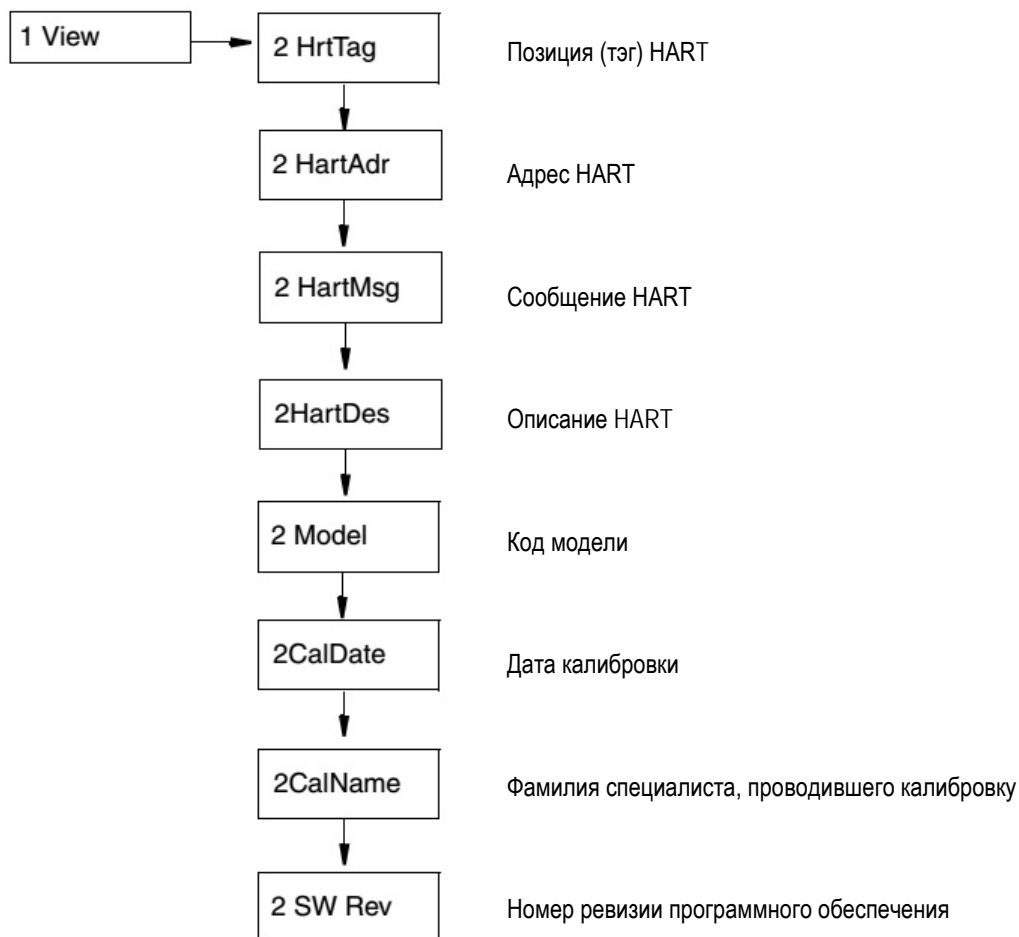 1 View
2 HrtTag
Позиция (тэг) HART
2 HartAdr
Адрес HART
2 HartMsg
Сообщение HART
2HartDes
Описание HART
2 Model
Код модели
2CalDate
Дата калибровки
2CalName
Фамилия специалиста, проводившего калибровку
2 SW Rev
Номер ревизии программного обеспечения